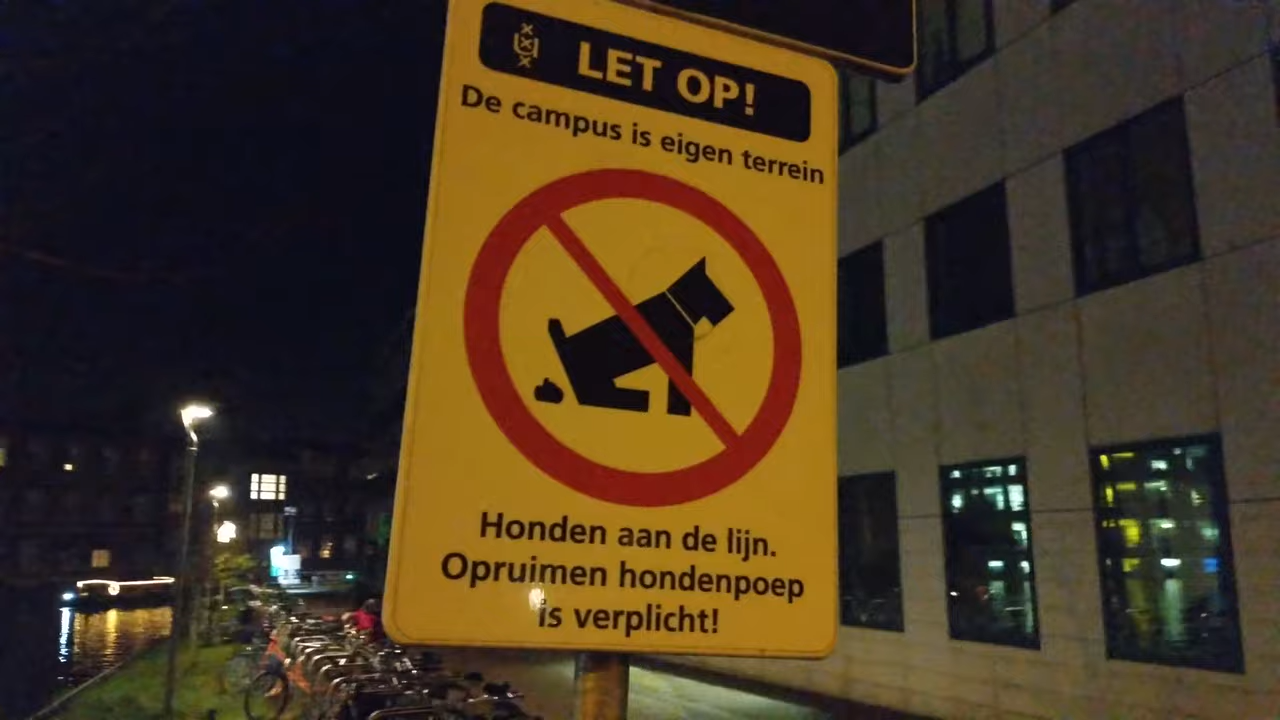 LET OP!
De campus is eigen terrein
Honden aan de lijn.
Opruimen hondenpoep
is verplicht!